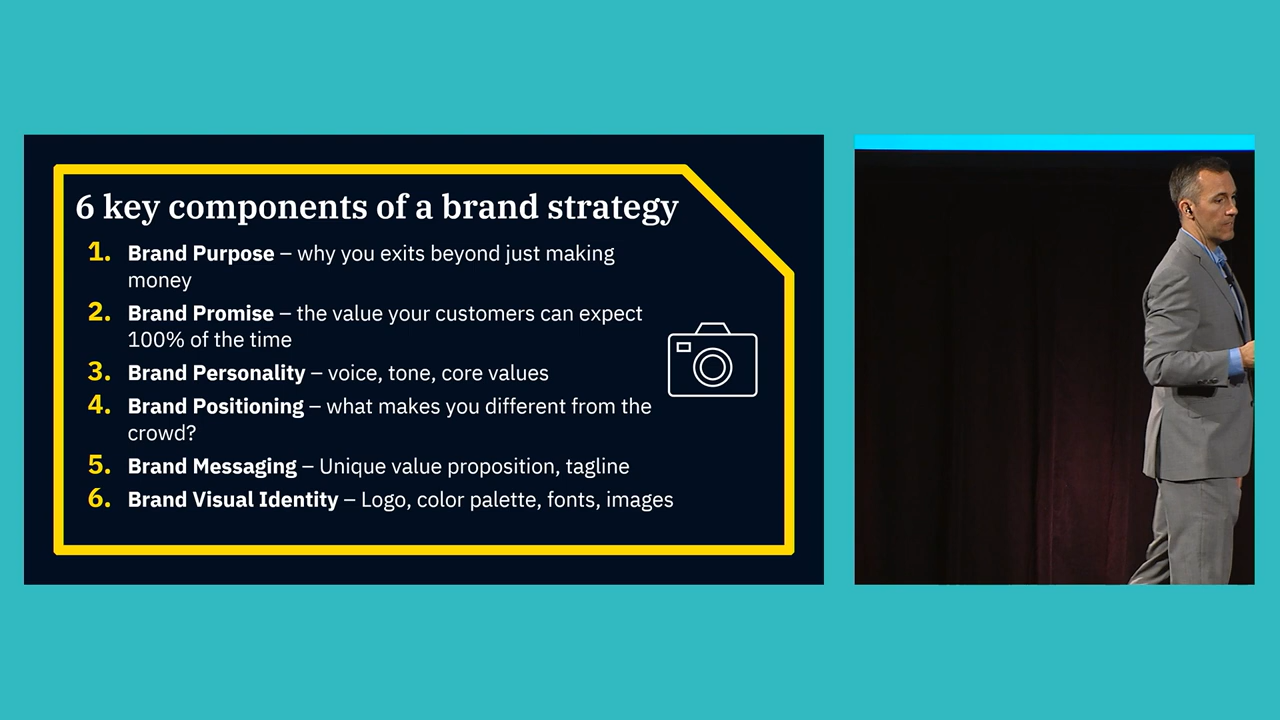 6 key components of a brand strategy
1. Brand Purpose – why you exits beyond just making
money
2. Brand Promise – the value your customers can expect
100% of the time
3. Brand Personality – voice, tone, core values
4. Brand Positioning – what makes you different from the
crowd?
5. Brand Messaging – Unique value proposition, tagline
6. Brand Visual Identity – Logo, color palette, fonts, images